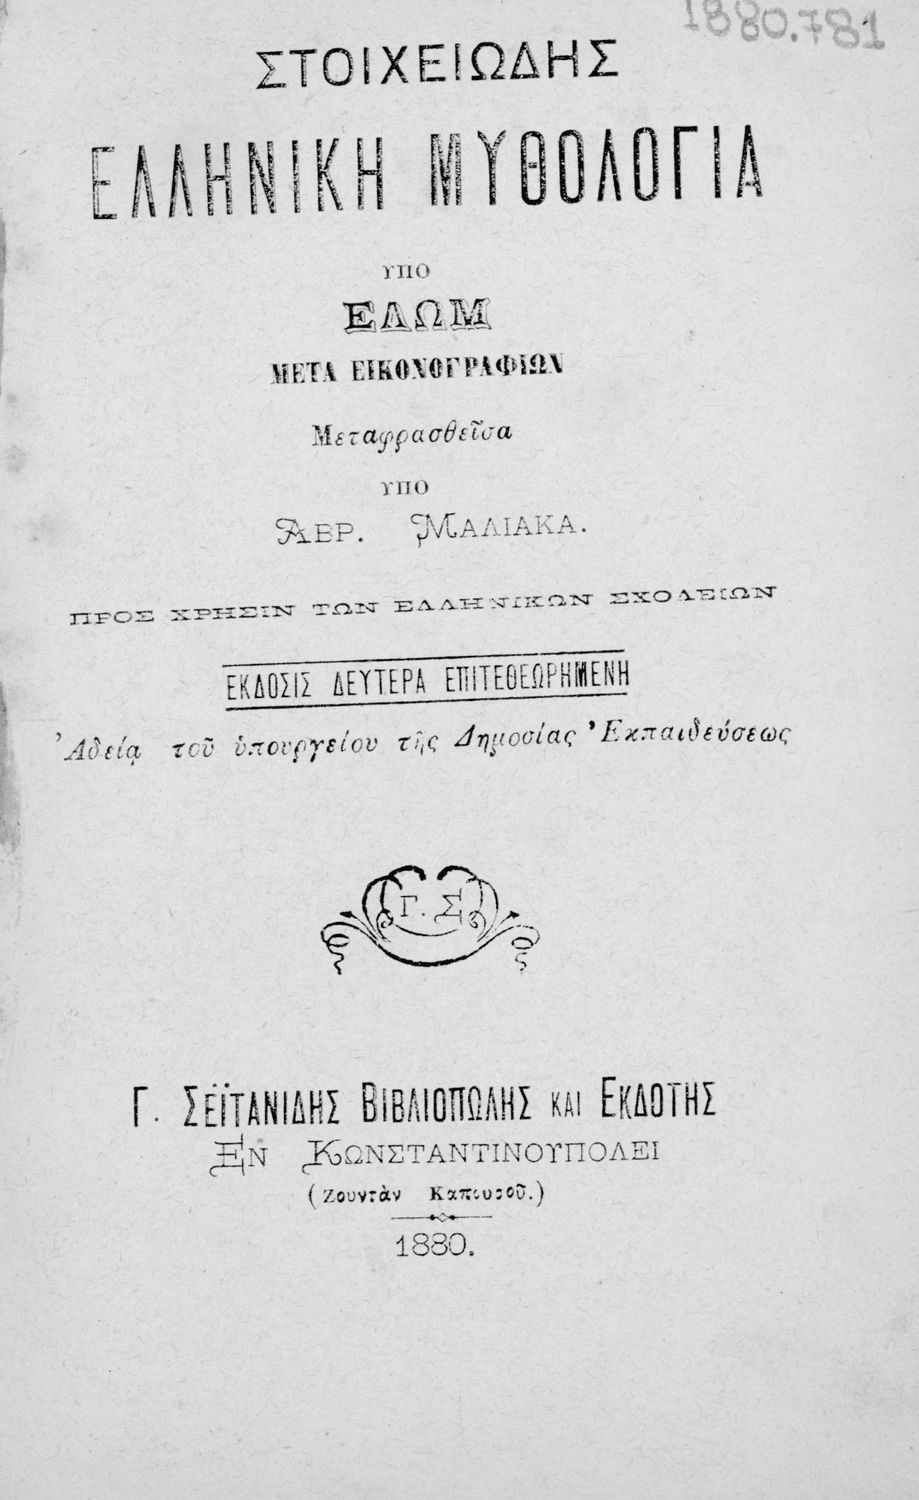 1880.781
ΣΤΟΙΧΕΙΩΔΗΣ
ΕΛΛΗΝΙΚΗ ΜΥΘΟΛΟΓΙΑ
ΥΠΟ
ΕΔΩΜ
ΜΕΤΑ ΕΙΚΟΝΟΓΡΑΦΙΩΝ
Μεταφρασθεῖσα
ΥΠΟ
ΑΒΡ. ΜΑΛΙΑΚΑ.
ΠΡΟΣ ΧΡΗΣΙΝ ΤΩΝ ΕΛΛΗΝΙΚΩΝ ΣΧΟΛΕΙΩΝ
ΕΚΔΟΣΙΣ ΔΕΥΤΕΡΑ ΕΠΙΤΕΘΕΩΡΗΜΕΝΗ
Ἀδείᾳ τοῦ ὑπουργείου τῆς Δημοσίας Ἐκπαιδεύσεως
Γ. Σ
Γ. ΣΕΪΤΑΝΙΔΗΣ ΒΙΒΛΙΟΠΩΛΗΣ ΚΑΙ ΕΚΔΟΤΗΣ
ΕΝ ΚΩΝΣΤΑΝΤΙΝΟΥΠΟΛΕΙ
(Ζουντὰν Καπουσοῦ.)
1880.